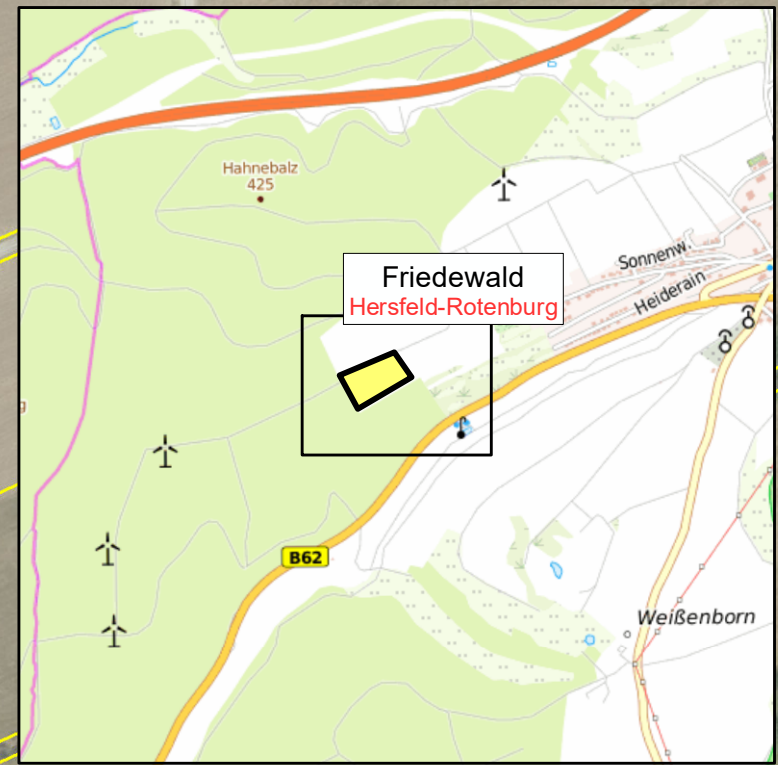 Hahnebalz
425
Sonnenw.
Heiderain
Friedewald
Hersfeld-Rotenburg
B62
Weißenborn